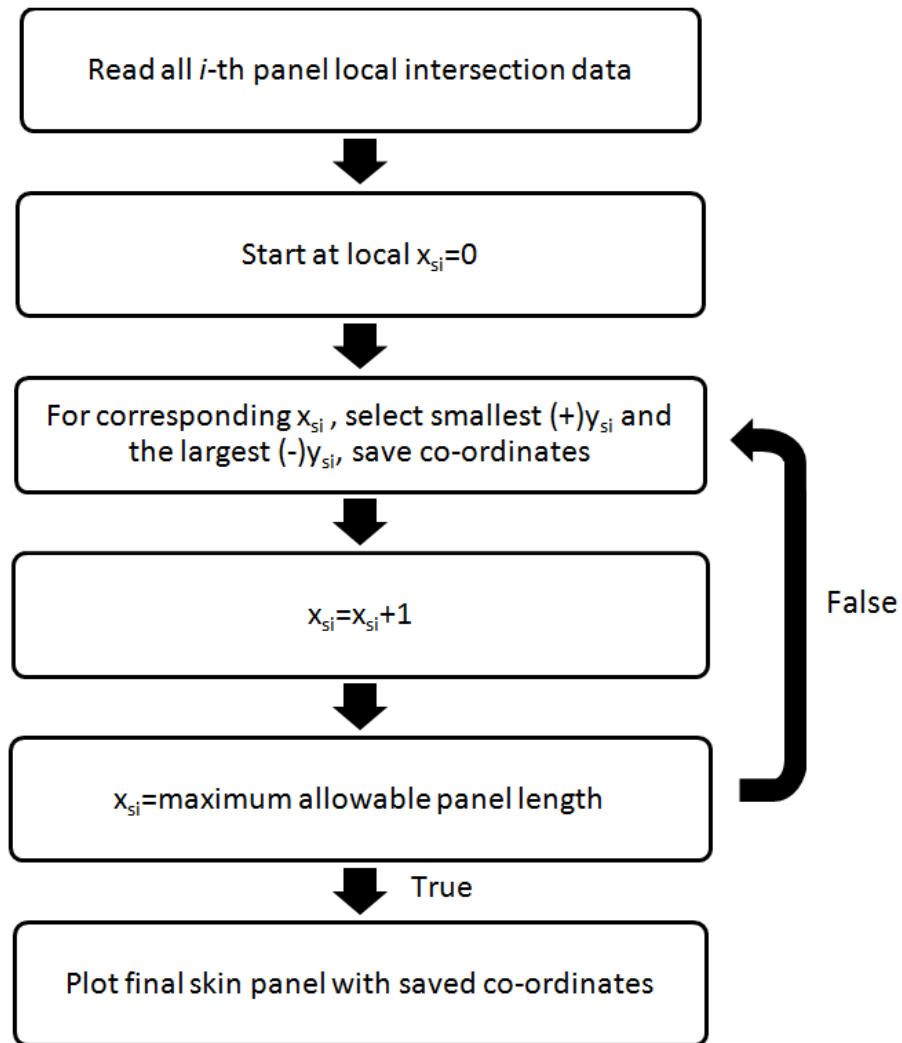 Read all i-th panel local intersection data
Start at local xsi=0
For corresponding xsi , select smallest (+)ysi and
the largest (-)ysi, save co-ordinates
xsi=xsi+1
False
xsi=maximum allowable panel length
True
Plot final skin panel with saved co-ordinates